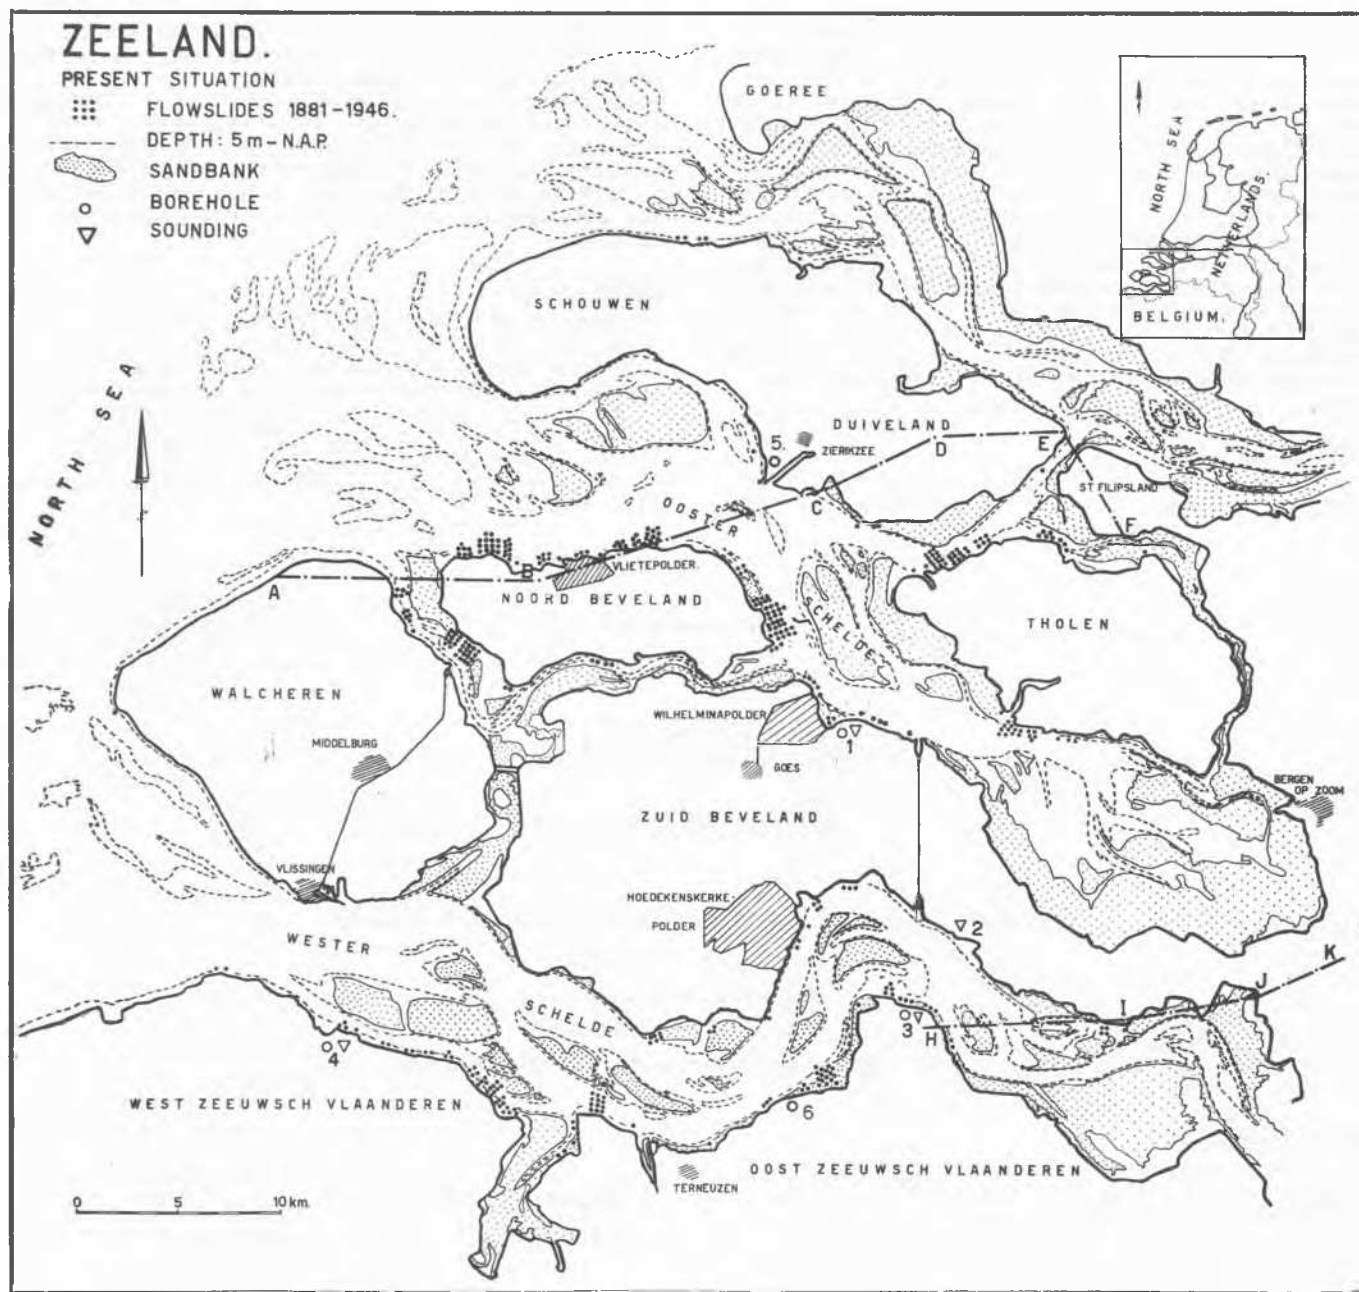 ZEELAND.
PRESENT SITUATION
FLOWSLIDES 1881-1946.
DEPTH: 5 m - N.A.P.
SANDBANK
BOREHOLE
SOUNDING
GOEREE
NORTH SEA
NETHERLANDS.
BELGIUM.
SCHOUWEN
NORTH SEA
DUIVELAND
5.
ZIERIKZEE
D
E
ST FILIPSLAND
OOSTER
C
F
A
B
VLIETEPOLDER.
NOORD BEVELAND
SCHELDE
THOLEN
WALCHEREN
WILHELMINAPOLDER
MIDDELBURG
1
GOES
BERGEN
OP ZOOM
ZUID BEVELAND
VLISSINGEN
HOEDEKENSKERKE-
POLDER
2
WESTER
K
J
SCHELDE
I
3
H
4
WEST ZEEUWSCH VLAANDEREN
6
OOST ZEEUWSCH VLAANDEREN
TERNEUZEN
0 5 10 km.